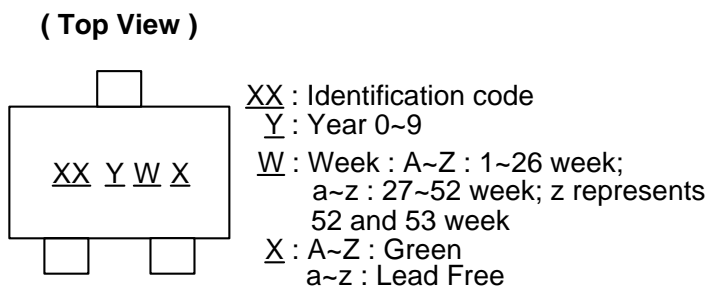 ( Top View )
XX : Identification code
Y : Year 0~9
XX Y W X
W : Week : A~Z : 1~26 week;
a~z : 27~52 week; z represents
52 and 53 week
X : A~Z : Green
a~z : Lead Free